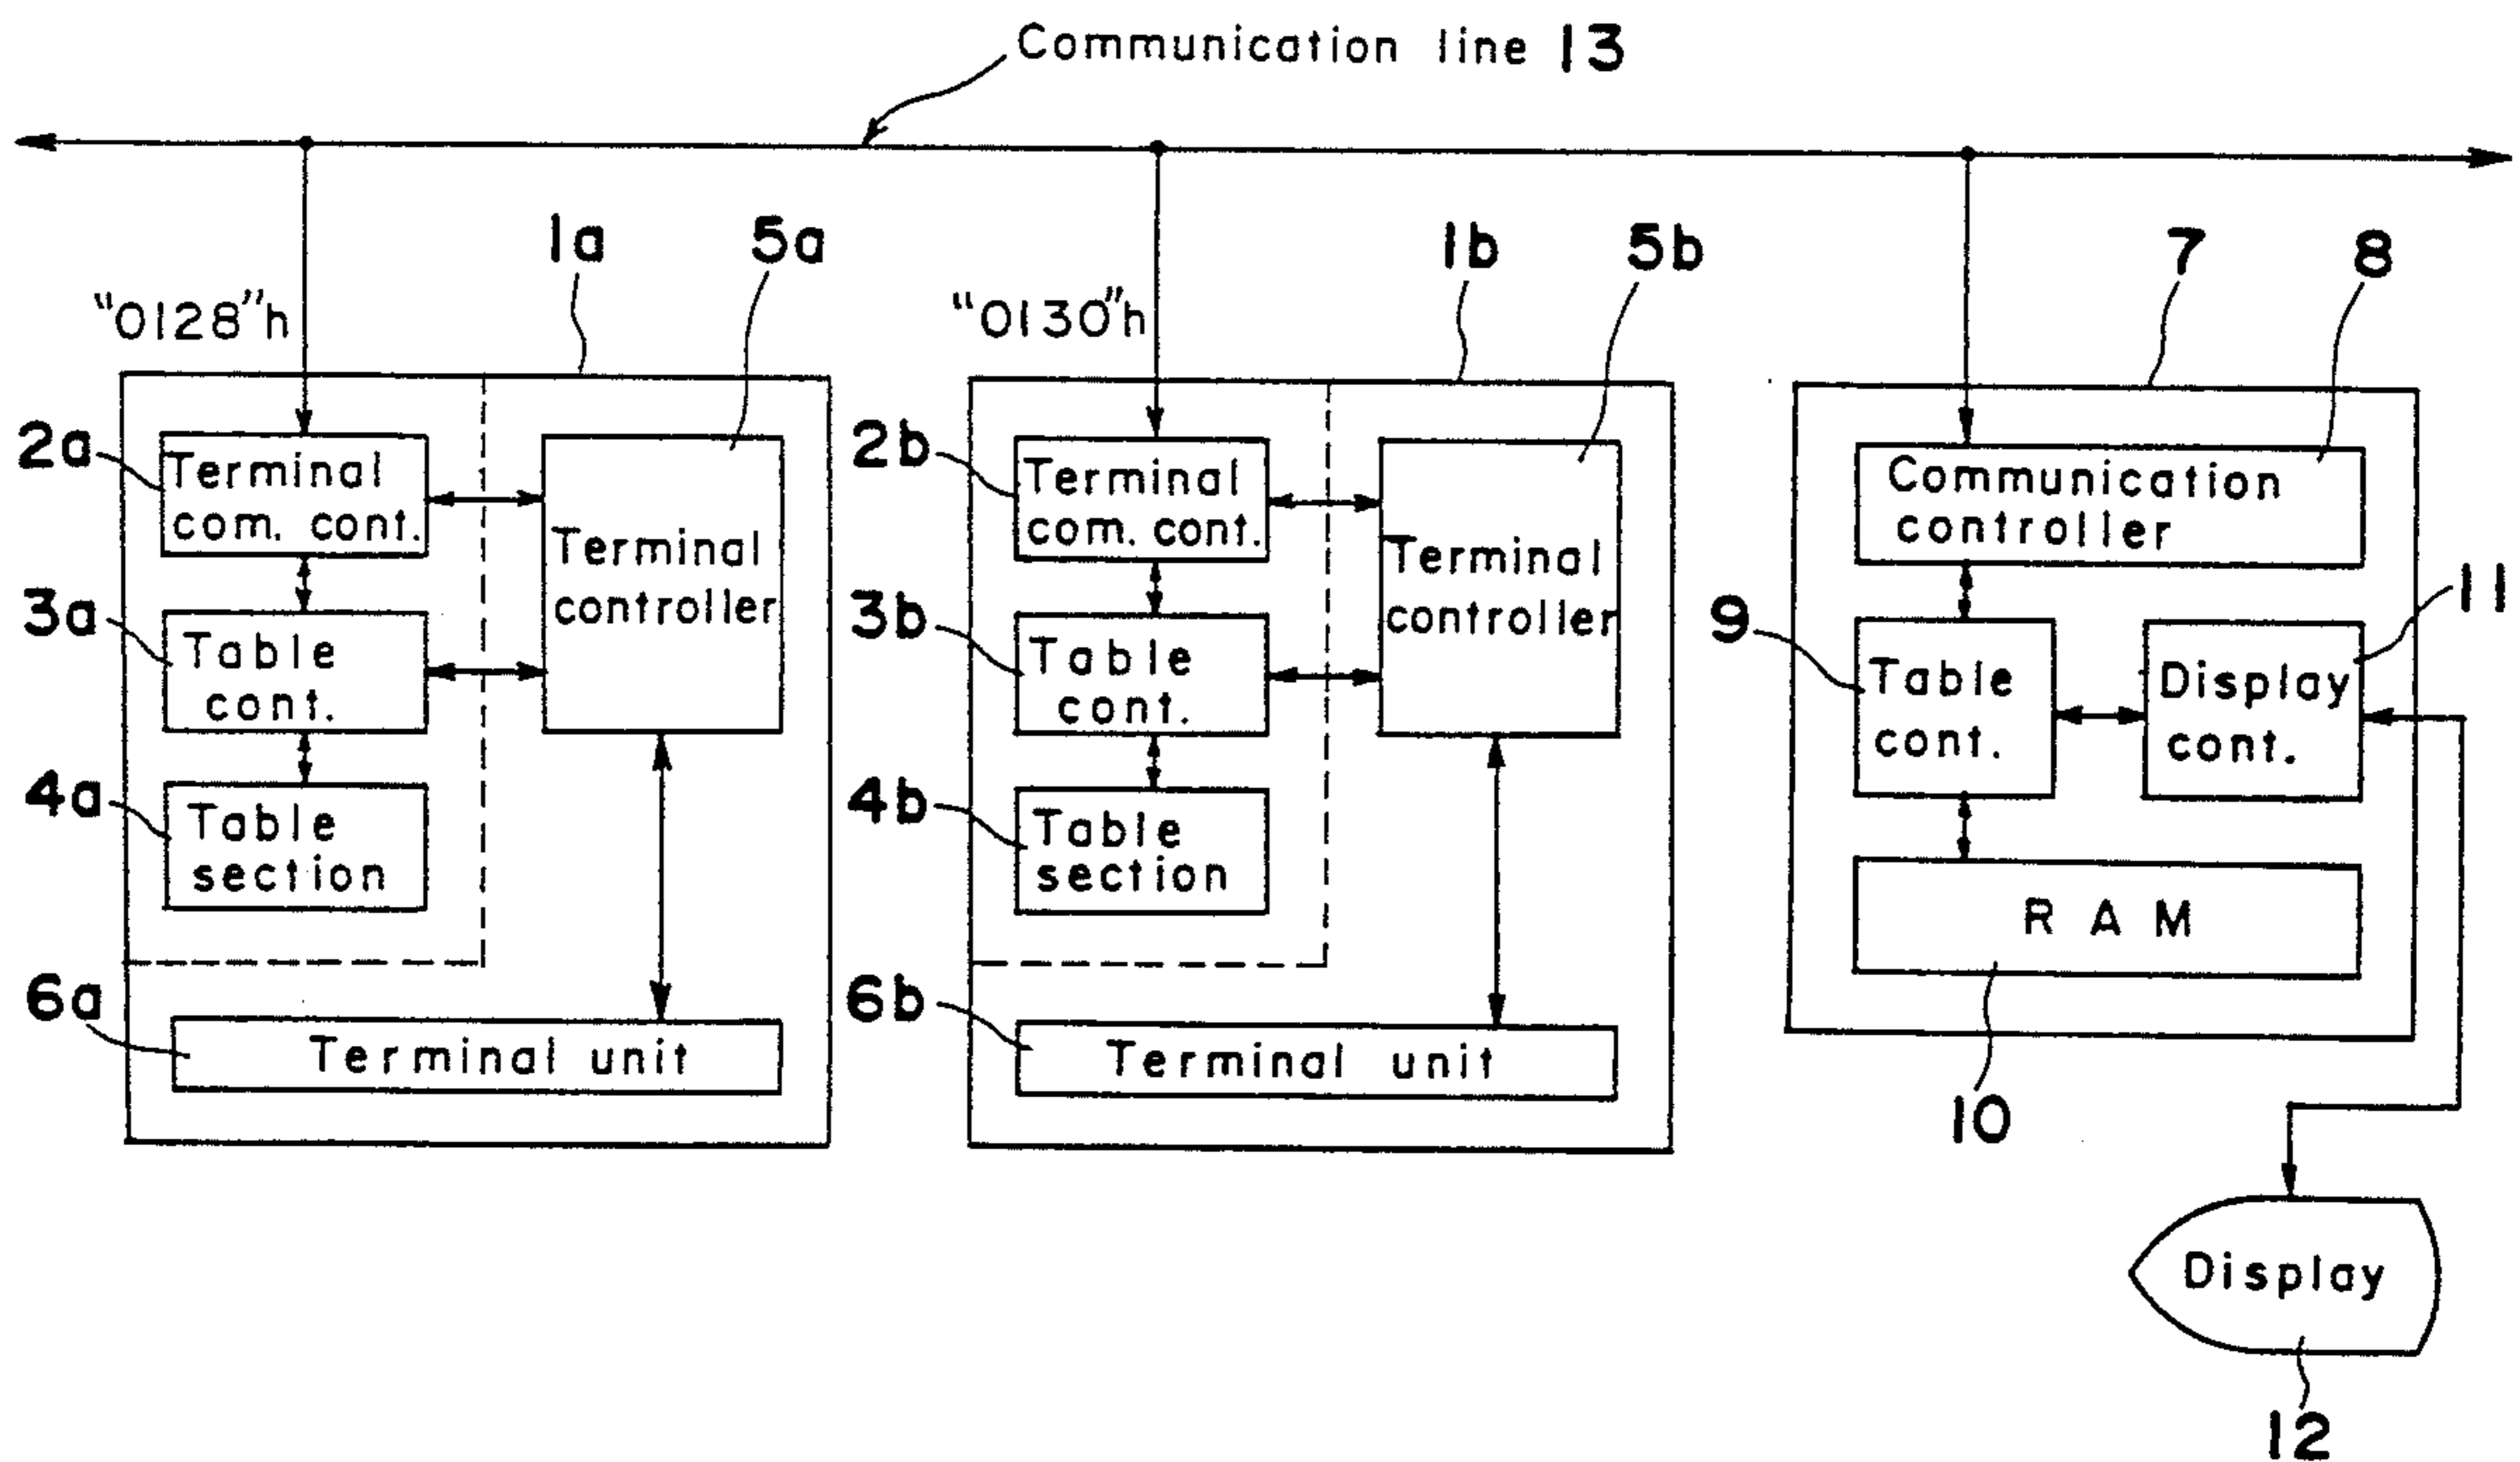 Communication line 13
1a
5a
1b
5b
7
8
“0128”h
“0130”h
2a
Terminal
com. cont.
Terminal
controller
3a
Table
cont.
4a
Table
section
6a
Terminal unit
2b
Terminal
com. cont.
Terminal
controller
3b
Table
cont.
4b
Table
section
6b
Terminal unit
Communication
controller
11
9
Table
cont.
Display
cont.
RAM
10
Display
12